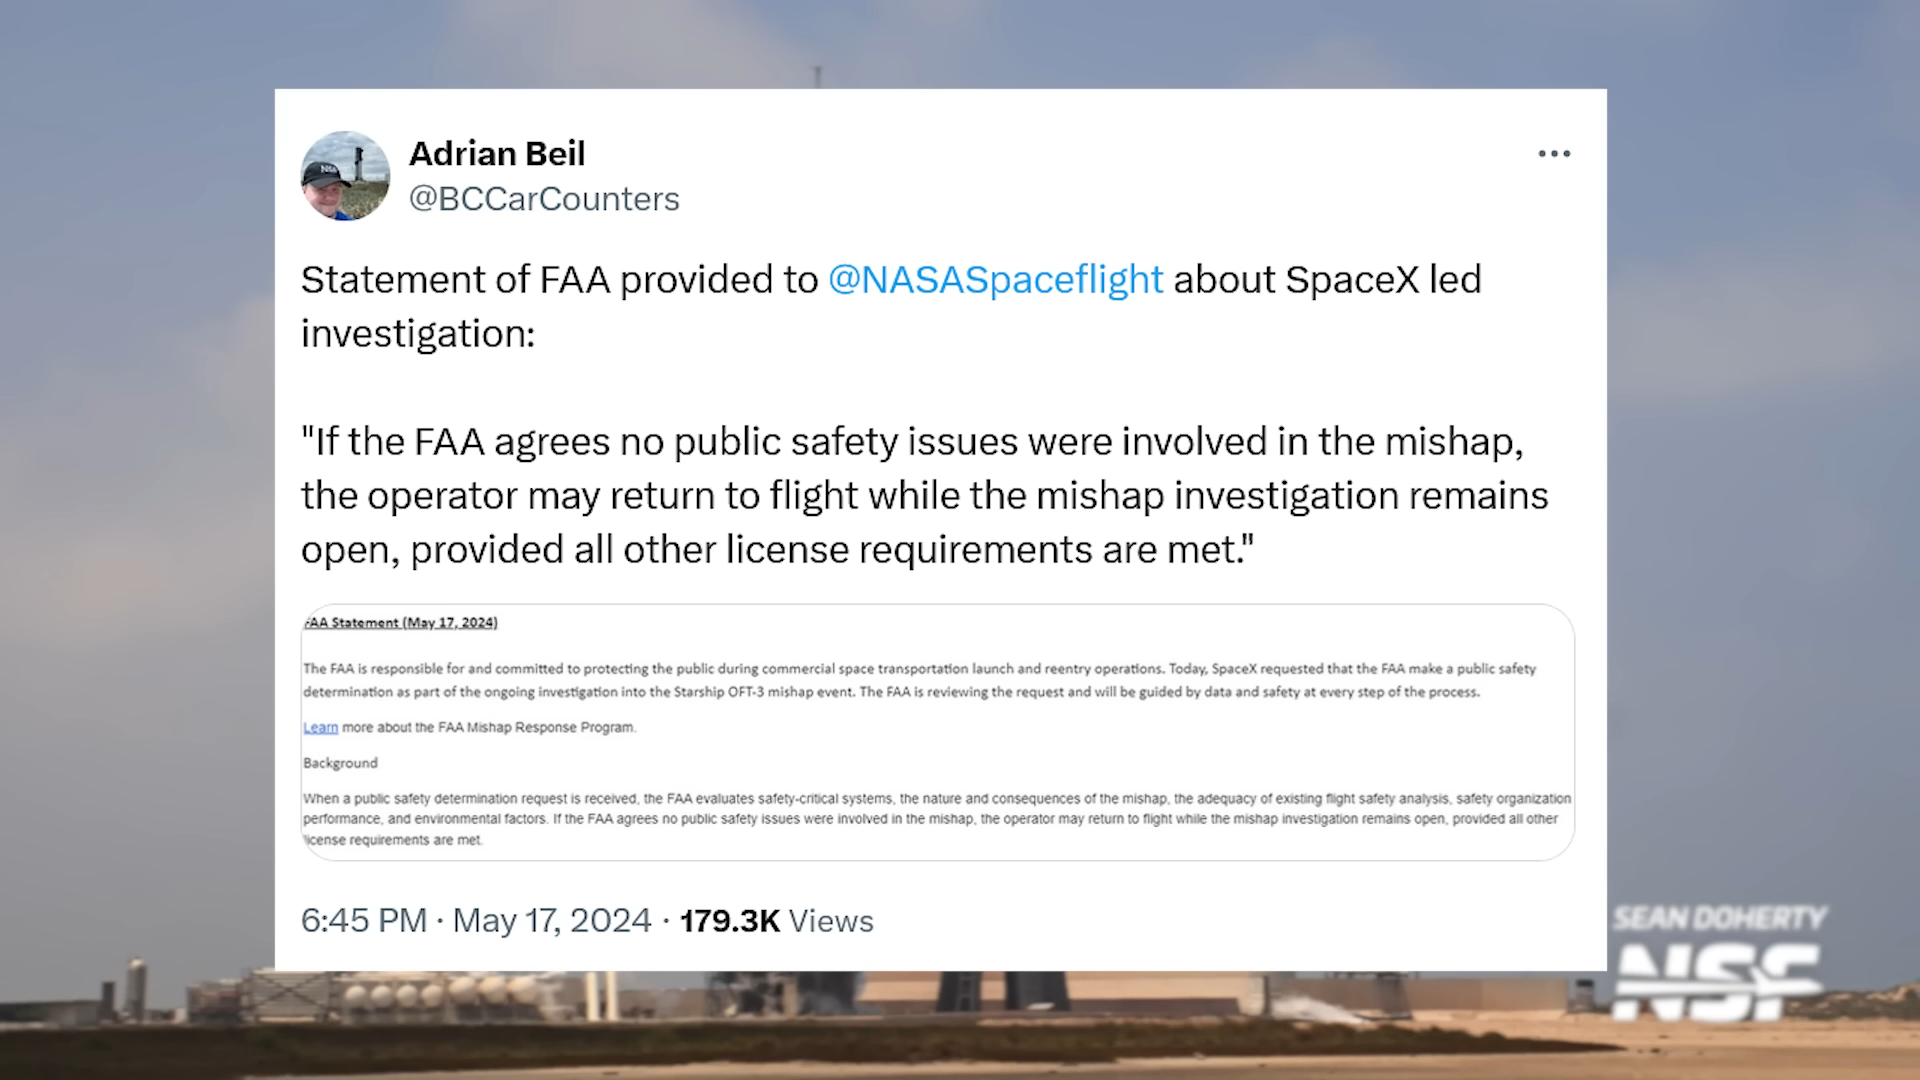 Adrian Beil
@BCCarCounters
Statement of FAA provided to @NASASpaceflight about SpaceX led
investigation:
"If the FAA agrees no public safety issues were involved in the mishap,
the operator may return to flight while the mishap investigation remains
open, provided all other license requirements are met."
FAA Statement (May 17, 2024)
The FAA is responsible for and committed to protecting the public during commercial space transportation launch and reentry operations. Today, SpaceX requested that the FAA make a public safety
determination as part of the ongoing investigation into the Starship OFT-3 mishap event. The FAA is reviewing the request and will be guided by data and safety at every step of the process.
Learn more about the FAA Mishap Response Program.
Background
When a public safety determination request is received, the FAA evaluates safety-critical systems, the nature and consequences of the mishap, the adequacy of existing flight safety analysis, safety organization
performance, and environmental factors. If the FAA agrees no public safety issues were involved in the mishap, the operator may return to flight while the mishap investigation remains open, provided all other
license requirements are met.
6:45 PM · May 17, 2024 · 179.3K Views
SEAN DOHERTY
NSF